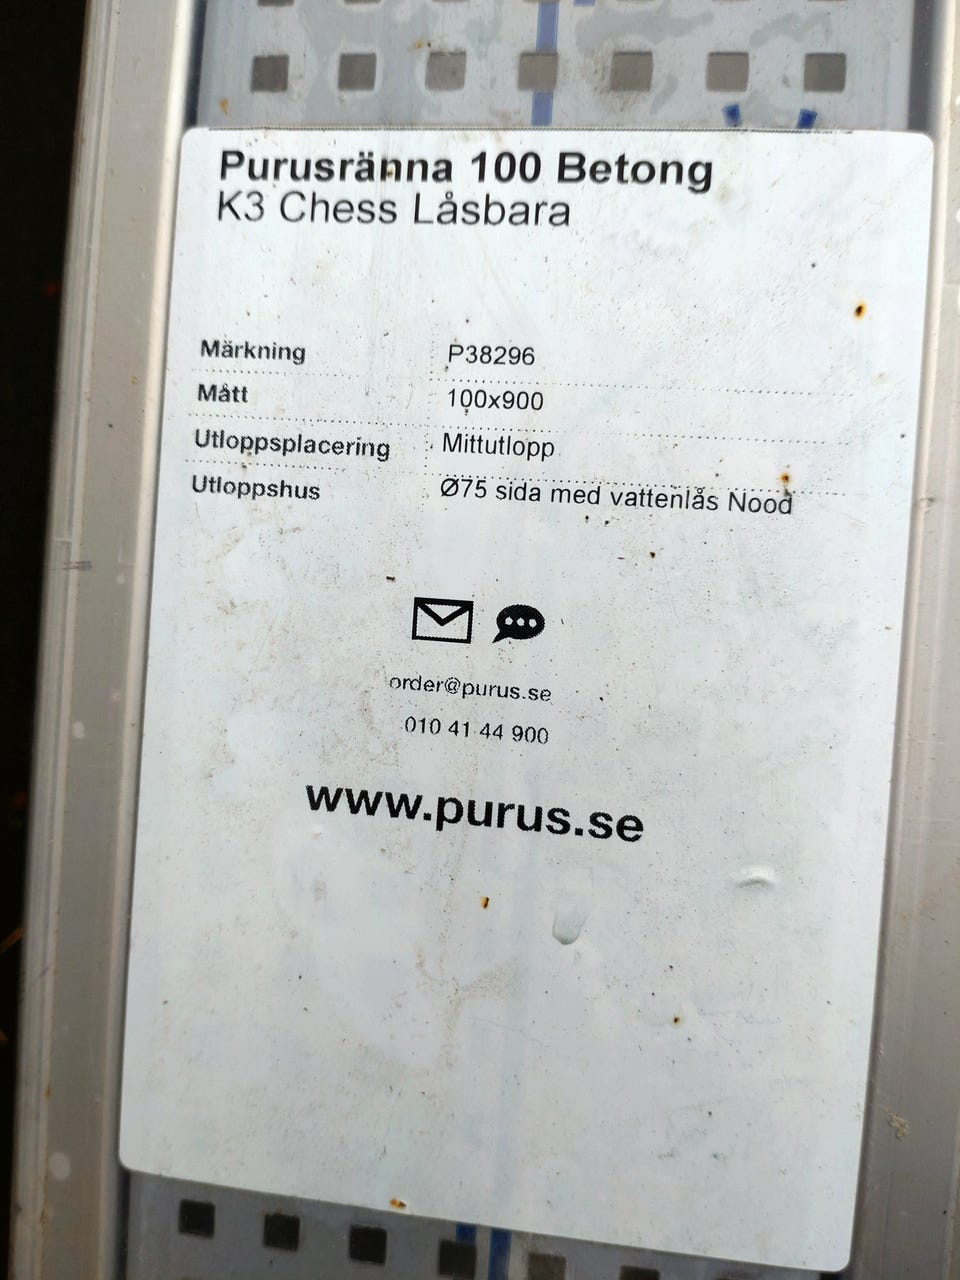 Purusränna 100 Betong
K3 Chess Låsbara
Märkning P38296
Mått 100x900
Utloppsplacering Mittutlopp
Utloppshus Ø75 sida med vattenlås Nood
order@purus.se
010 41 44 900
www.purus.se